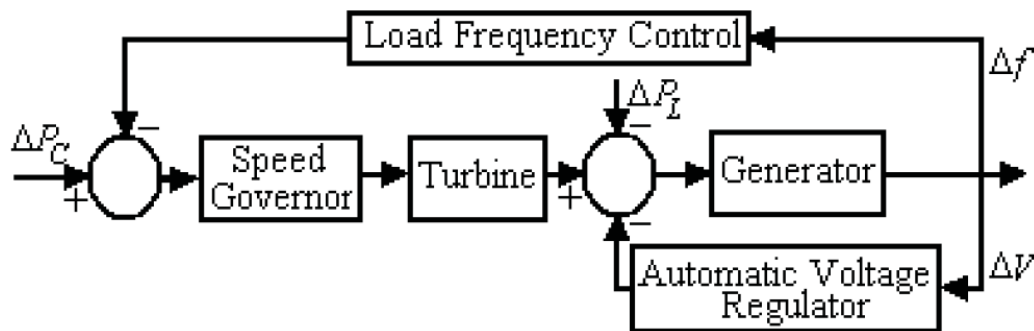 Load Frequency Control
Δf
ΔP_L
−
−
ΔP_C
+
Speed
Governor
Turbine
+
Generator
−
Automatic Voltage
Regulator
ΔV